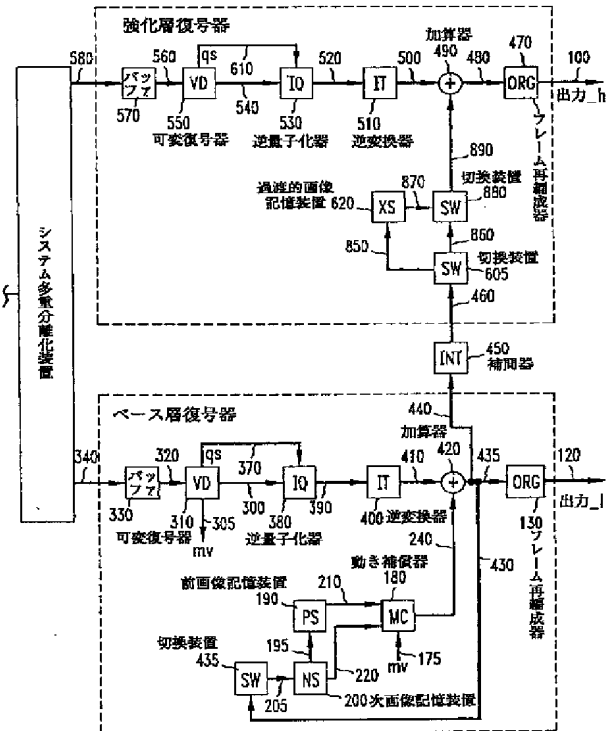 強化層復号器
加算器
580 560 qs 610 520 500 490 480 470 100
バッファ VD IQ IT + ORG
出力_h
570 550 540 530 510
可変復号器 逆量子化器 逆変換器
フレーム再編成器
890
過渡的画像記憶装置 620 XS 870 切換装置 SW 880
850 860
SW 切換装置 605
460
システム多重分離化装置
INT 450 補間器
440
ベース層復号器
加算器
340 320 qs 370 410 420 435 120
バッファ VD IQ IT + ORG
出力_l
330 310 305 300 380 390 400 130
可変復号器 mv 逆量子化器 逆変換器 240 430
フレーム再編成器
動き補償器
前画像記憶装置 210 180
190 PS MC
切換装置 195 220 175
435 mv
SW 205 NS 200 次画像記憶装置